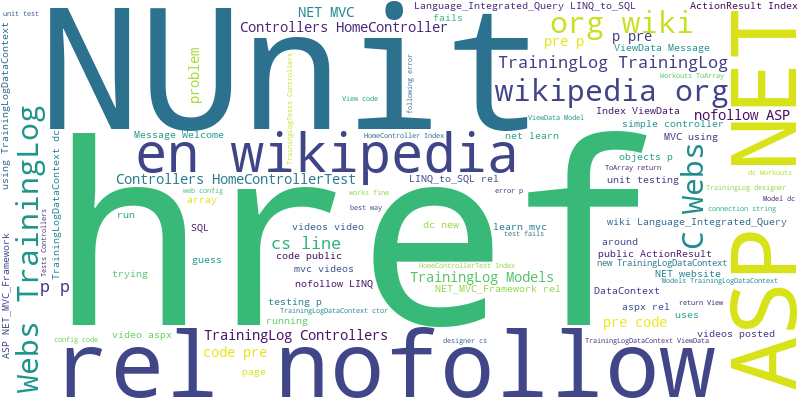 unit test
NUnit
NET MVC
Language_Integrated_Query LINQ_to_SQL
ActionResult Index
Controllers HomeController
fails
org wiki
pre p
p pre
ViewData Message
problem
following error
TrainingLogTests Controllers
TrainingLog TrainingLog
Workouts ToArray
View code
wikipedia org
Index ViewData
nofollow ASP
ViewData Model
simple controller
Message Welcome
HomeController Index
net learn
MVC using
en wikipedia
objects p
ToArray return
dc Workouts
Controllers HomeControllerTest
LINQ_to_SQL rel
unit testing
TrainingLog designer
web config
works fine
error p
array
best way
Model dc
connection string
href
run
SQL
videos video
dc new
learn mvc
wiki Language_Integrated_Query
test fails
cs line
around
public ActionResult
guess
code public
mvc videos
HomeControllerTest Index
new TrainingLogDataContext
trying
TrainingLog Models
NET website
Models TrainingLogDataContext
p p
nofollow LINQ
NET_MVC_Framework rel
DataContext
testing p
TrainingLogDataContext ctor
aspx rel
return View
running
pre code
uses
video aspx
TrainingLog Controllers
videos posted
config code
designer cs
TrainingLogDataContext ViewData
code pre
page
rel nofollow
using TrainingLogDataContext
ASP NET_MVC_Framework
Webs TrainingLog
Tests Controllers
TrainingLogDataContext dc
C Webs
ASP NET